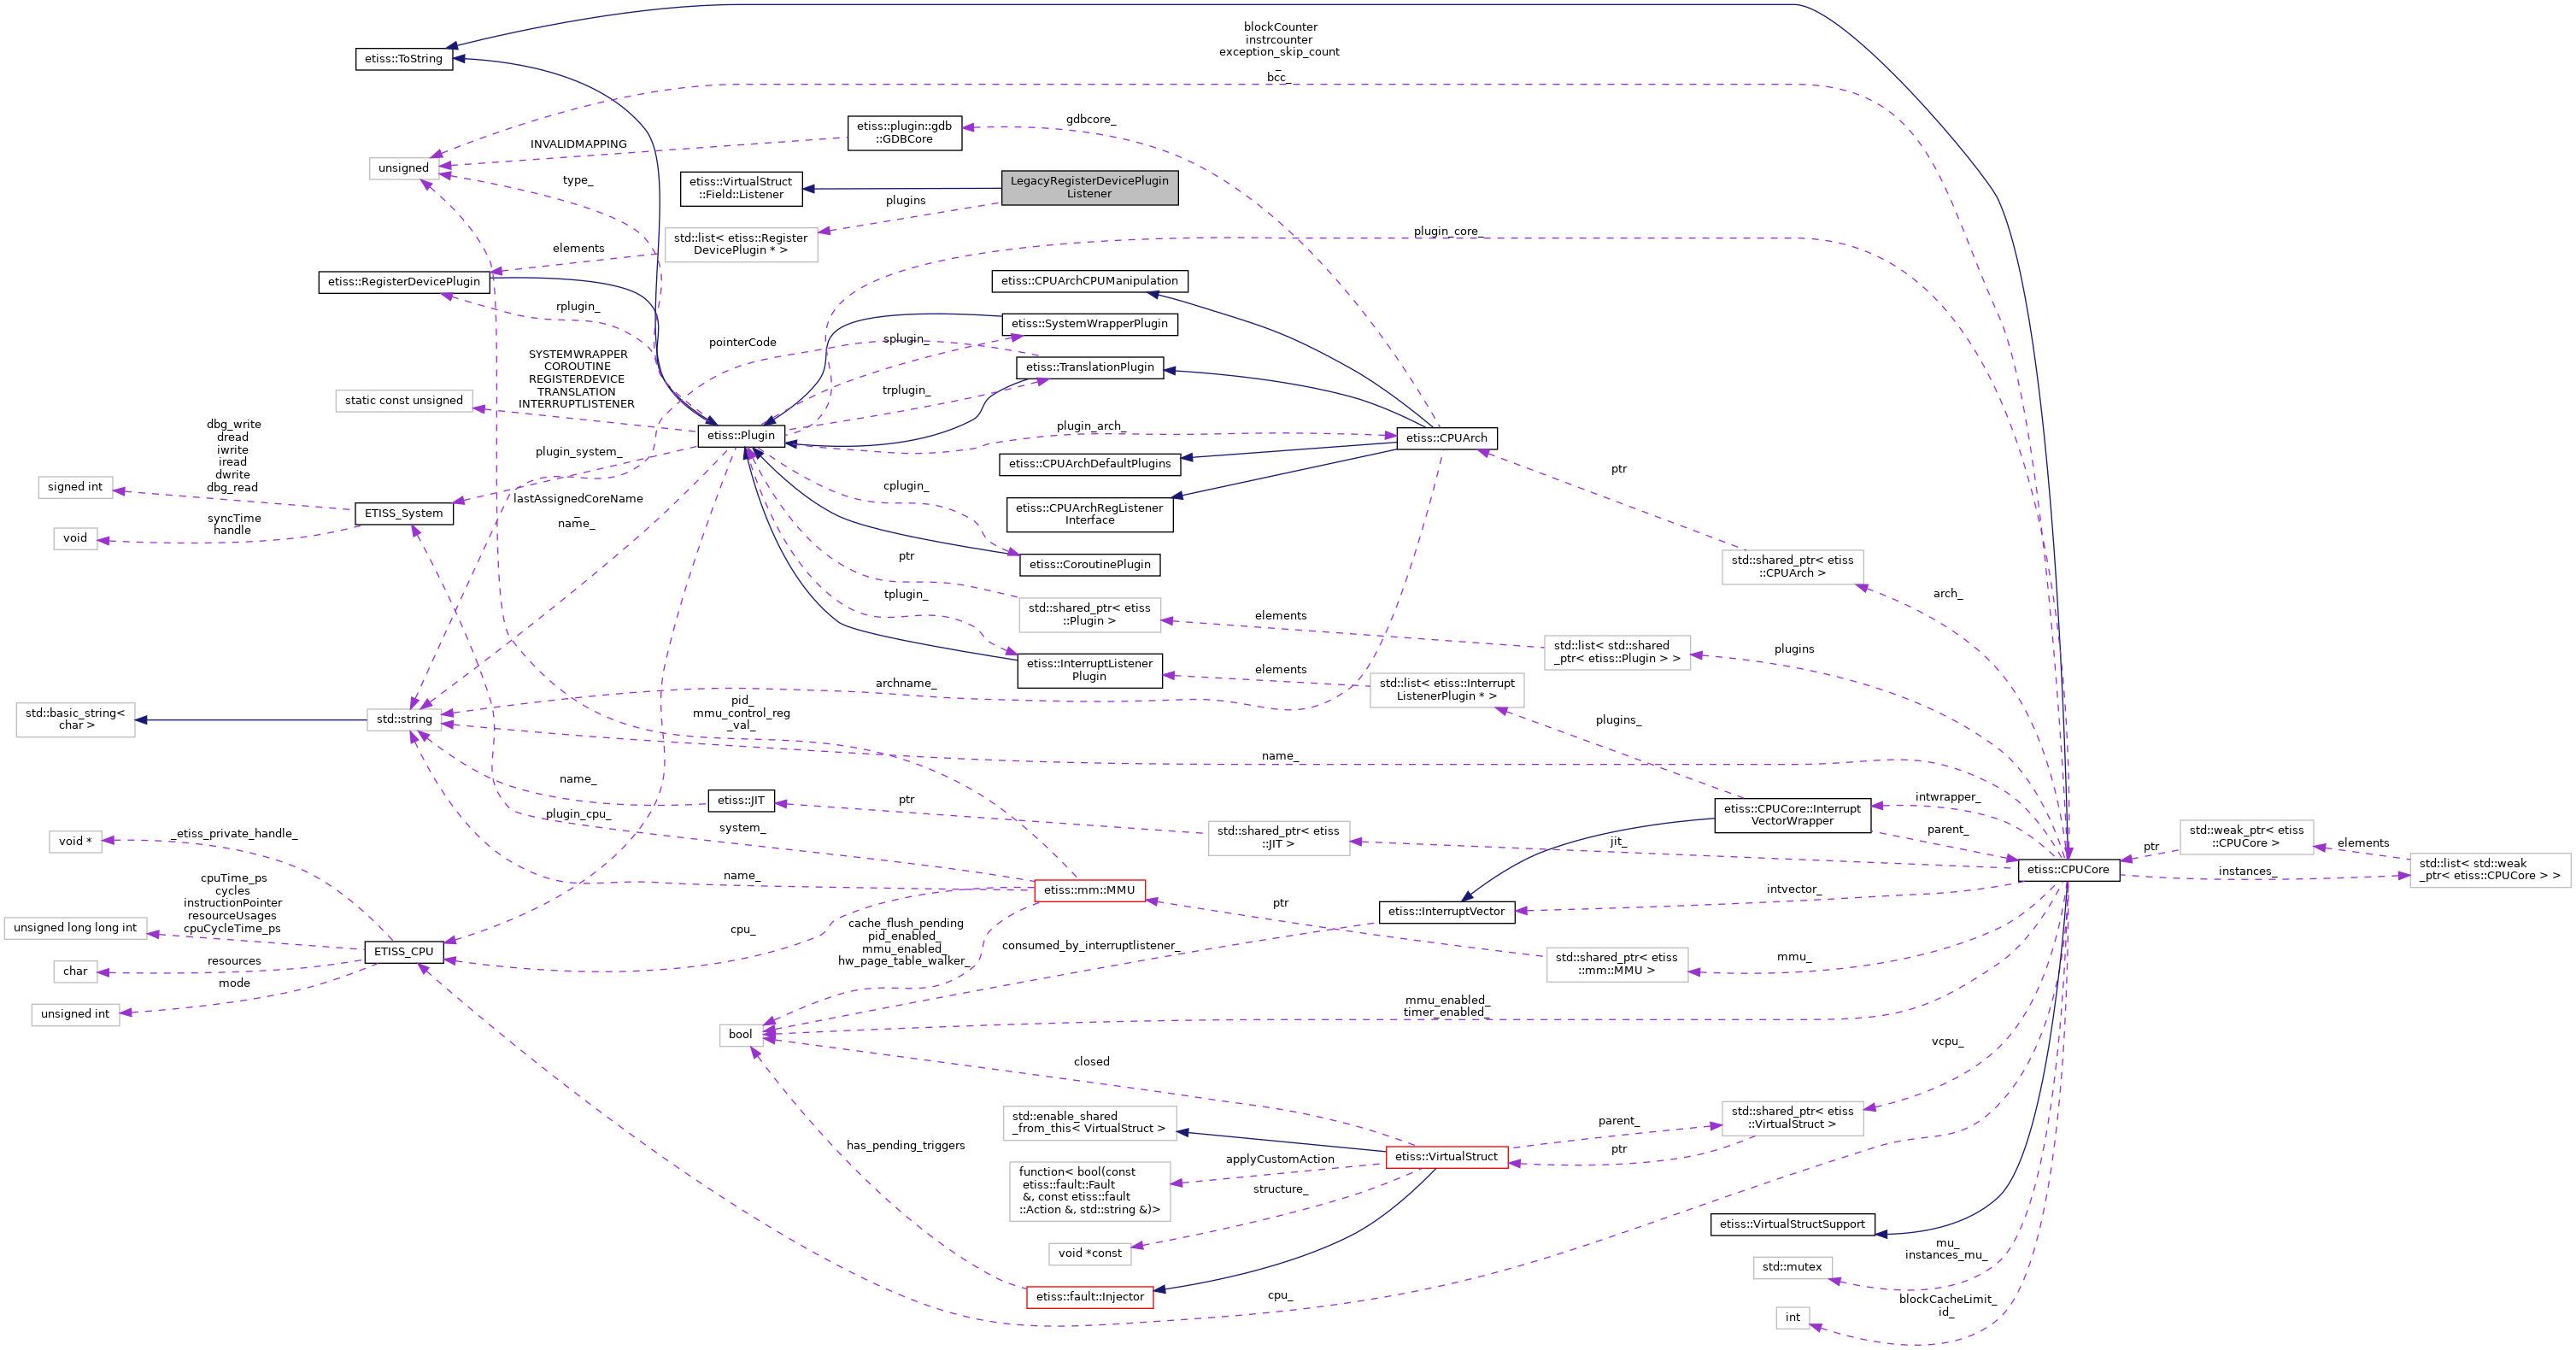 blockCounter
instrcounter
exception_skip_count
_
bcc_
etiss::ToString
gdbcore_
etiss::plugin::gdb
::GDBCore
INVALIDMAPPING
unsigned
type_
etiss::VirtualStruct
::Field::Listener
LegacyRegisterDevicePlugin
Listener
plugins
std::list< etiss::Register
DevicePlugin * >
elements
plugin_core_
etiss::RegisterDevicePlugin
etiss::CPUArchCPUManipulation
rplugin_
etiss::SystemWrapperPlugin
splugin_
pointerCode
etiss::TranslationPlugin
SYSTEMWRAPPER
COROUTINE
REGISTERDEVICE
TRANSLATION
INTERRUPTLISTENER
trplugin_
static const unsigned
etiss::Plugin
plugin_arch_
etiss::CPUArch
dbg_write
dread
iwrite
iread
dwrite
dbg_read
plugin_system_
etiss::CPUArchDefaultPlugins
ptr
signed int
cplugin_
lastAssignedCoreName
_
name_
ETISS_System
etiss::CPUArchRegListener
Interface
syncTime
handle
void
ptr
etiss::CoroutinePlugin
std::shared_ptr< etiss
::CPUArch >
arch_
tplugin_
std::shared_ptr< etiss
::Plugin >
elements
std::list< std::shared
_ptr< etiss::Plugin > >
plugins
etiss::InterruptListener
Plugin
elements
std::list< etiss::Interrupt
ListenerPlugin * >
archname_
pid_
mmu_control_reg
_val_
std::basic_string<
char >
std::string
plugins_
name_
name_
etiss::JIT
ptr
intwrapper_
etiss::CPUCore::Interrupt
VectorWrapper
plugin_cpu_
system_
std::shared_ptr< etiss
::JIT >
parent_
jit_
std::weak_ptr< etiss
::CPUCore >
elements
ptr
_etiss_private_handle_
void *
etiss::CPUCore
instances_
std::list< std::weak
_ptr< etiss::CPUCore > >
name_
etiss::mm::MMU
intvector_
cpuTime_ps
cycles
instructionPointer
resourceUsages
cpuCycleTime_ps
ptr
etiss::InterruptVector
unsigned long long int
cpu_
cache_flush_pending
pid_enabled_
mmu_enabled_
hw_page_table_walker_
consumed_by_interruptlistener_
ETISS_CPU
resources
char
std::shared_ptr< etiss
::mm::MMU >
mmu_
mode
unsigned int
mmu_enabled_
timer_enabled_
bool
vcpu_
closed
std::enable_shared
_from_this< VirtualStruct >
parent_
std::shared_ptr< etiss
::VirtualStruct >
has_pending_triggers
applyCustomAction
etiss::VirtualStruct
ptr
function< bool(const
etiss::fault::Fault
&, const etiss::fault
::Action &, std::string &)>
structure_
etiss::VirtualStructSupport
void *const
mu_
instances_mu_
std::mutex
etiss::fault::Injector
cpu_
blockCacheLimit_
id_
int